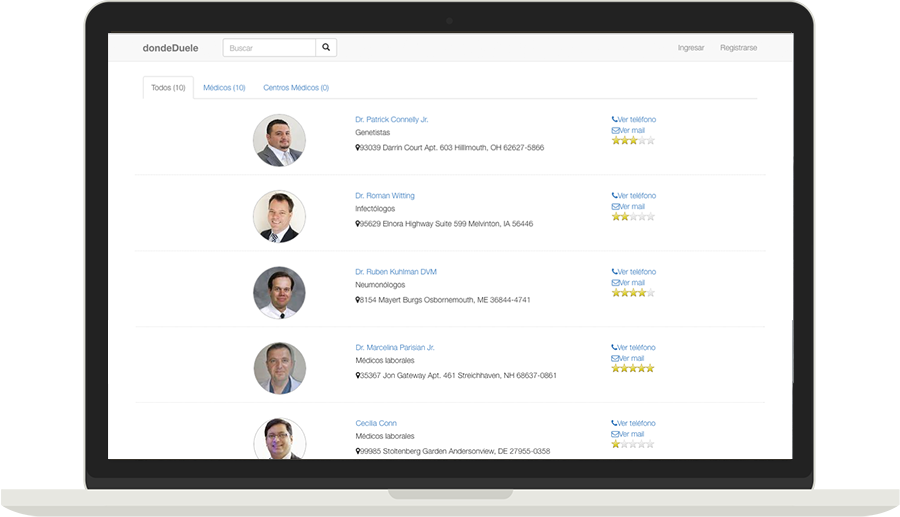 dondeDuele
Buscar
Ingresar
Registrarse
Todos (10)
Médicos (10)
Centros Médicos (0)
Dr. Patrick Connelly Jr.
Genetistas
93039 Darrin Court Apt. 603 Hillmouth, OH 62627-5866
Ver teléfono
Ver mail
Dr. Roman Witting
Infectólogos
95629 Elnora Highway Suite 599 Melvinton, IA 56446
Ver teléfono
Ver mail
Dr. Ruben Kuhlman DVM
Neumonólogos
8154 Mayert Burgs Osbornemouth, ME 36844-4741
Ver teléfono
Ver mail
Dr. Marcelina Parisian Jr.
Médicos laborales
35367 Jon Gateway Apt. 461 Streichhaven, NH 68637-0861
Ver teléfono
Ver mail
Cecilia Conn
Médicos laborales
99985 Stoltenberg Garden Andersonview, DE 27955-0358
Ver teléfono
Ver mail